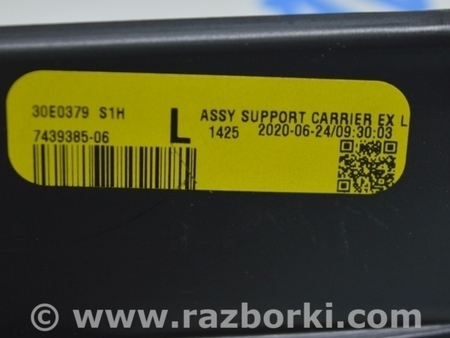 30E0379 S1H
7439385-06
L
ASSY SUPPORT CARRIER EX L
1425 2020-06-24/09:30:03
© www.razborki.com